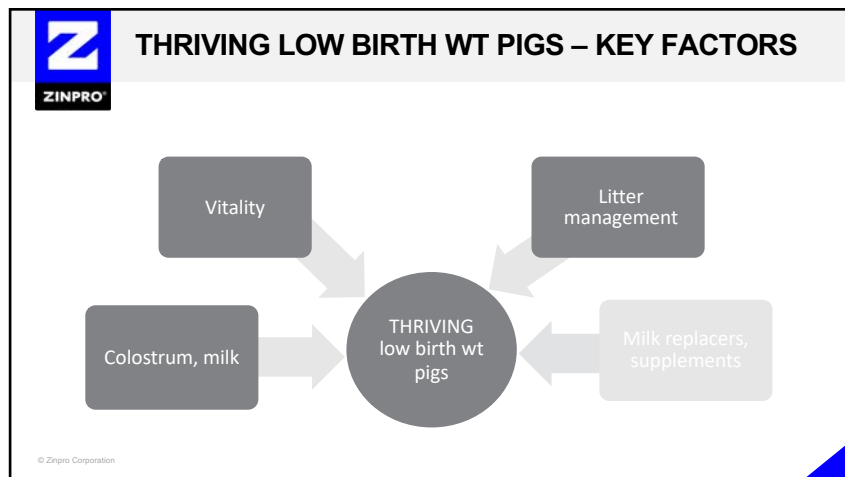 Z
ZINPRO®
THRIVING LOW BIRTH WT PIGS – KEY FACTORS
Vitality
Litter
management
Colostrum, milk
THRIVING
low birth wt
pigs
Milk replacers,
supplements
© Zinpro Corporation